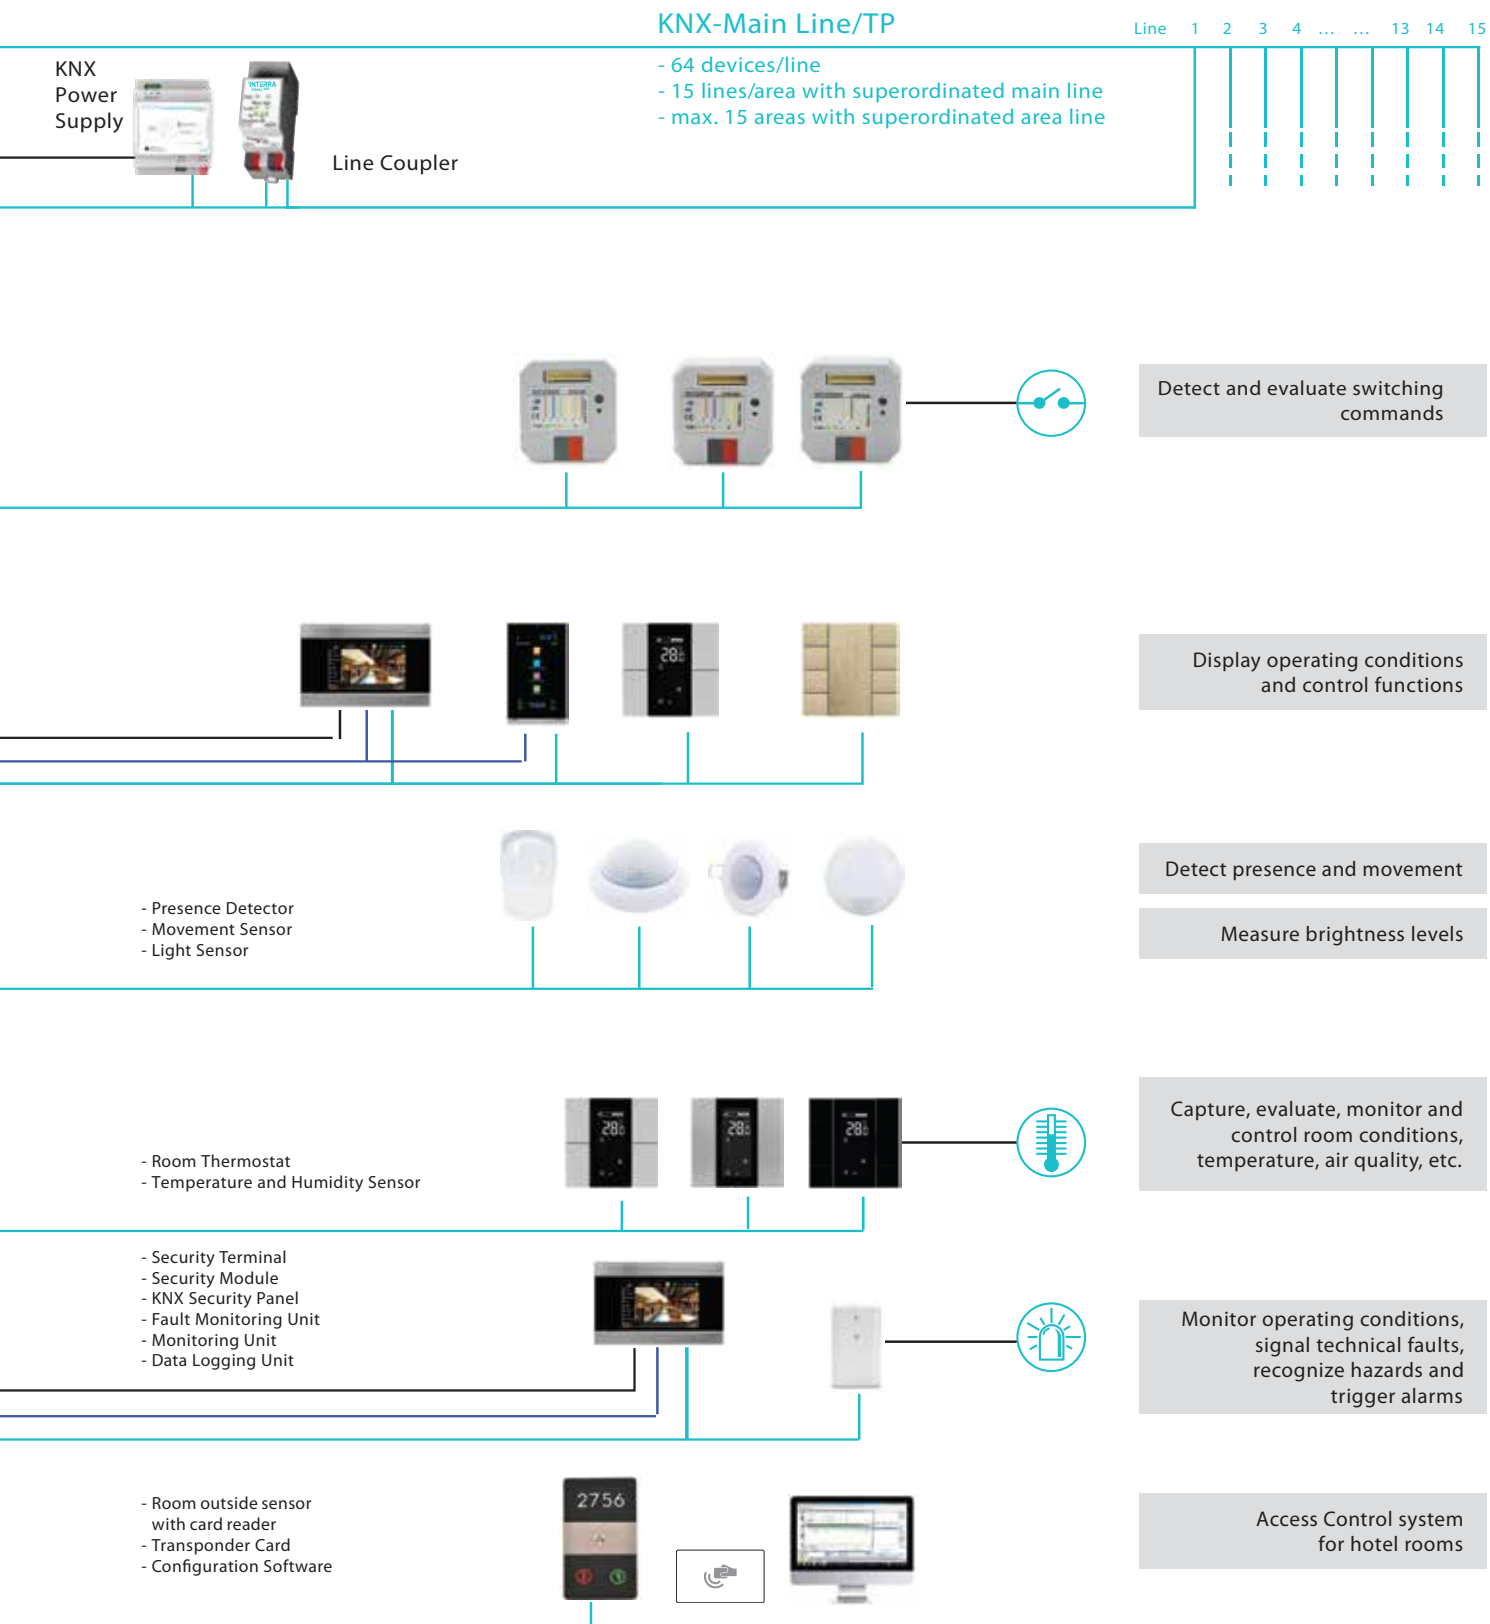 KNX-Main Line/TP
Line 1 2 3 4 ... ... 13 14 15
KNX
Power
Supply
INTERRA
- 64 devices/line
- 15 lines/area with superordinated main line
- max. 15 areas with superordinated area line
Line Coupler
Detect and evaluate switching
commands
Display operating conditions
and control functions
28
Detect presence and movement
- Presence Detector
- Movement Sensor
- Light Sensor
Measure brightness levels
Capture, evaluate, monitor and
control room conditions,
temperature, air quality, etc.
28
28
28
- Room Thermostat
- Temperature and Humidity Sensor
- Security Terminal
- Security Module
- KNX Security Panel
- Fault Monitoring Unit
- Monitoring Unit
- Data Logging Unit
Monitor operating conditions,
signal technical faults,
recognize hazards and
trigger alarms
- Room outside sensor
with card reader
- Transponder Card
- Configuration Software
2756
Access Control system
for hotel rooms